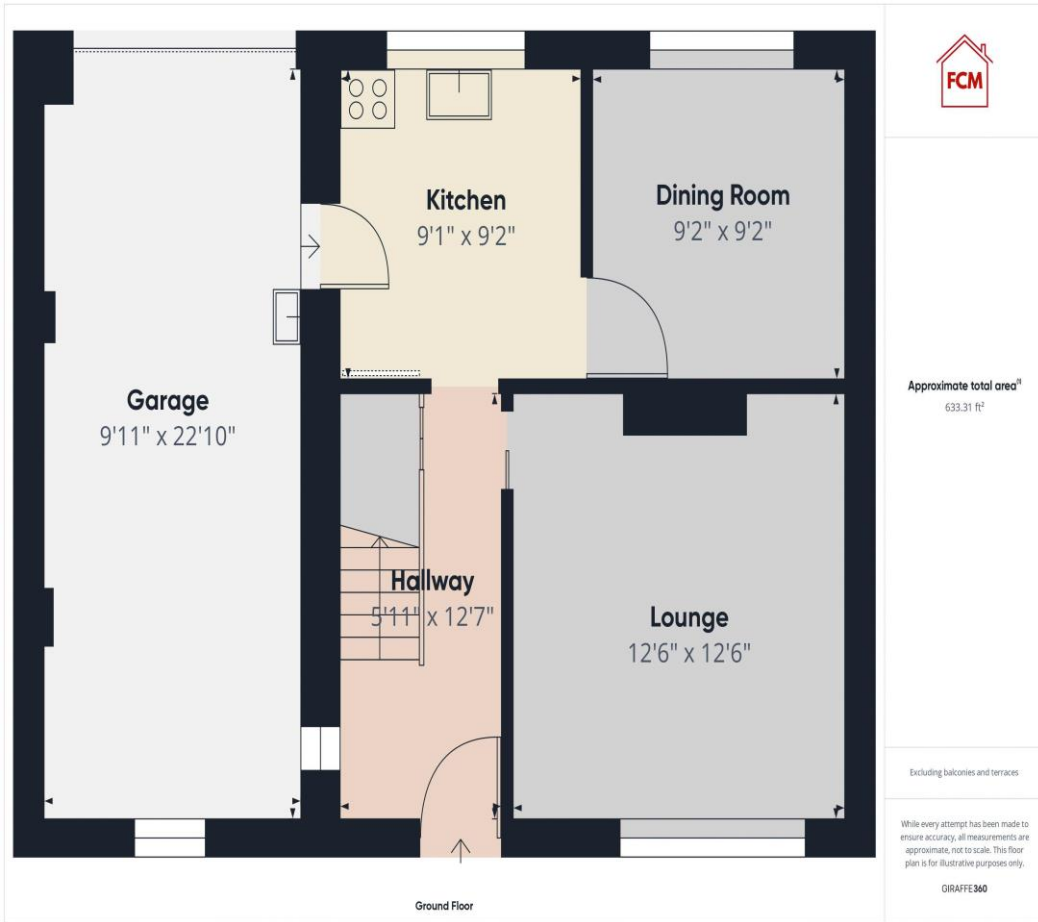 FCM
Kitchen
9'1" x 9'2"
Dining Room
9'2" x 9'2"
Garage
9'11" x 22'10"
Hallway
5'11" x 12'7"
Lounge
12'6" x 12'6"
Ground Floor
Approximate total area⁽¹⁾
633.31 ft²
Excluding balconies and terraces
While every attempt has been made to
ensure accuracy, all measurements are
approximate, not to scale. This floor
plan is for illustrative purposes only.
GIRAFFE360